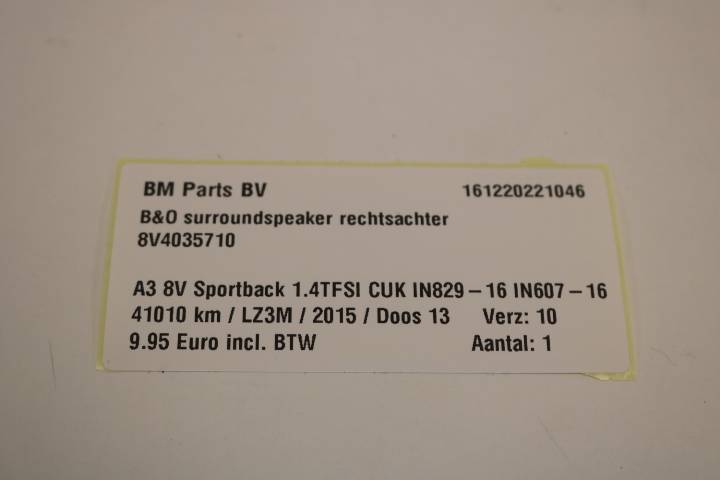 BM Parts BV 161220221046
B&O surroundspeaker rechtsachter
8V4035710
A3 8V Sportback 1.4TFSI CUK IN829-16 IN607-16
41010 km / LZ3M / 2015 / Doos 13 Verz: 10
9.95 Euro incl. BTW Aantal: 1